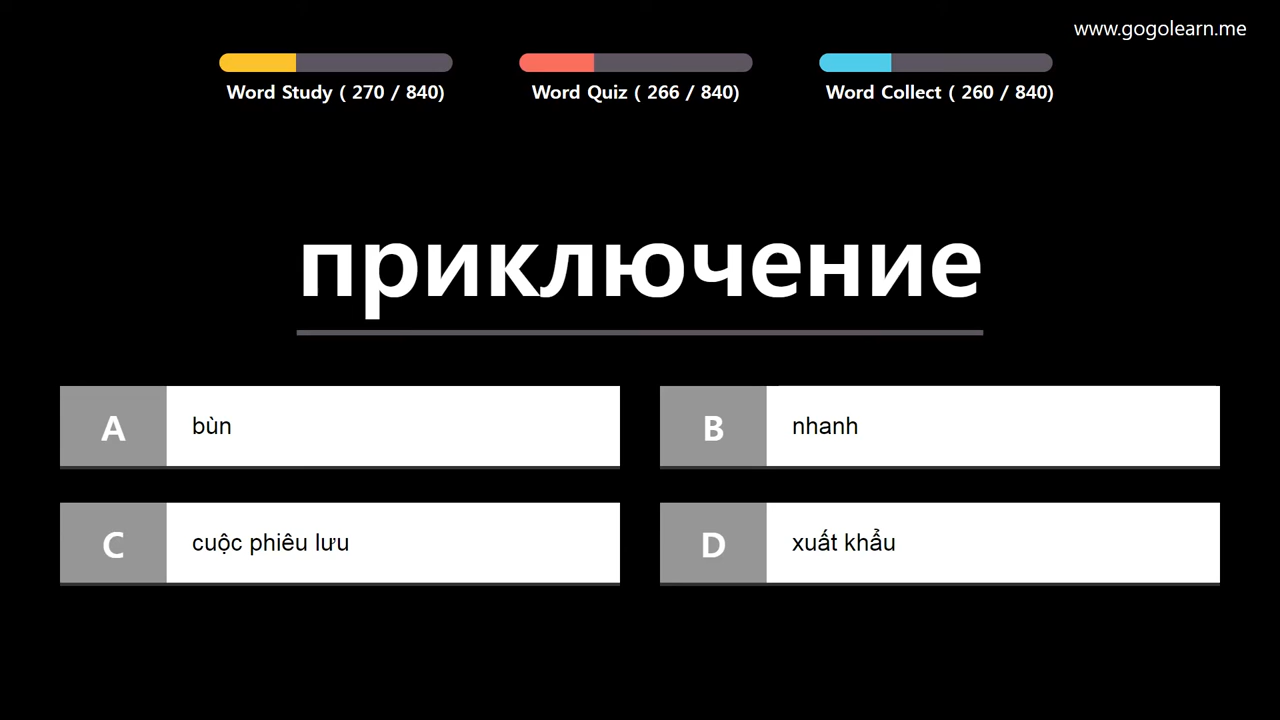 www.gogolearn.me
Word Study ( 270 / 840)
Word Quiz ( 266 / 840)
Word Collect ( 260 / 840)
приключение
A bùn
B nhanh
C cuộc phiêu lưu
D xuất khẩu